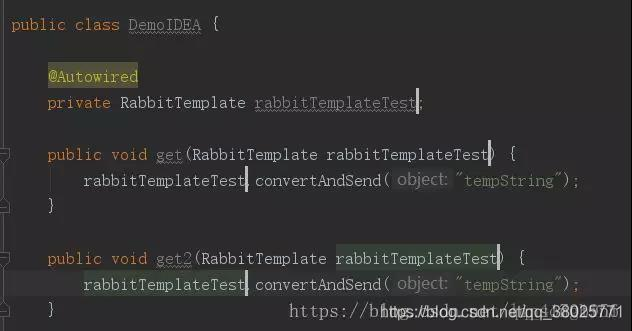 public class DemoIDEA {
@Autowired
private RabbitTemplate rabbitTemplateTest;
public void get(RabbitTemplate rabbitTemplateTest) {
rabbitTemplateTest.convertAndSend( object: "tempString");
}
public void get2(RabbitTemplate rabbitTemplateTest) {
rabbitTemplateTest.convertAndSend( object: "tempString");
}
https://blog.csdn.net/qq_38025771